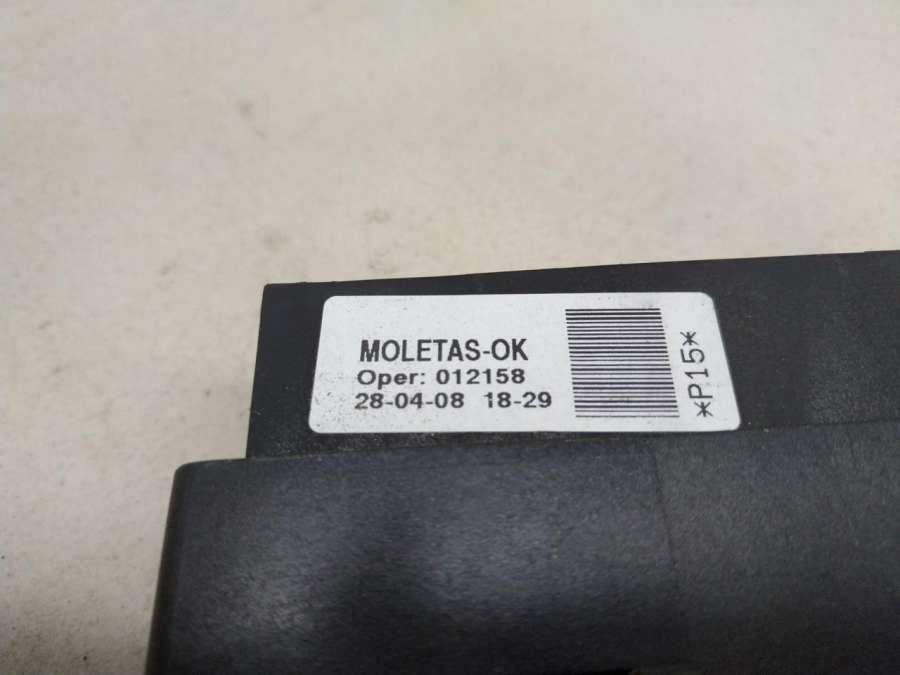 MOLETAS-OK
Oper: 012158
28-04-08 18-29
*P15*